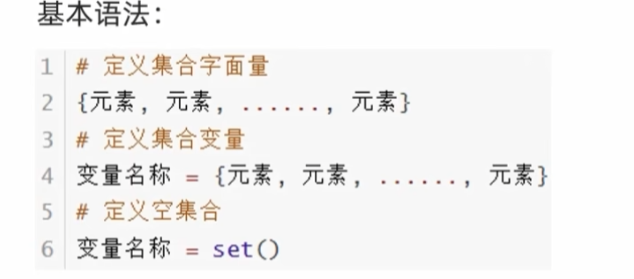 基本语法：
1 # 定义集合字面量
2 {元素, 元素, ......, 元素}
3 # 定义集合变量
4 变量名称 = {元素, 元素, ......, 元素}
5 # 定义空集合
6 变量名称 = set()